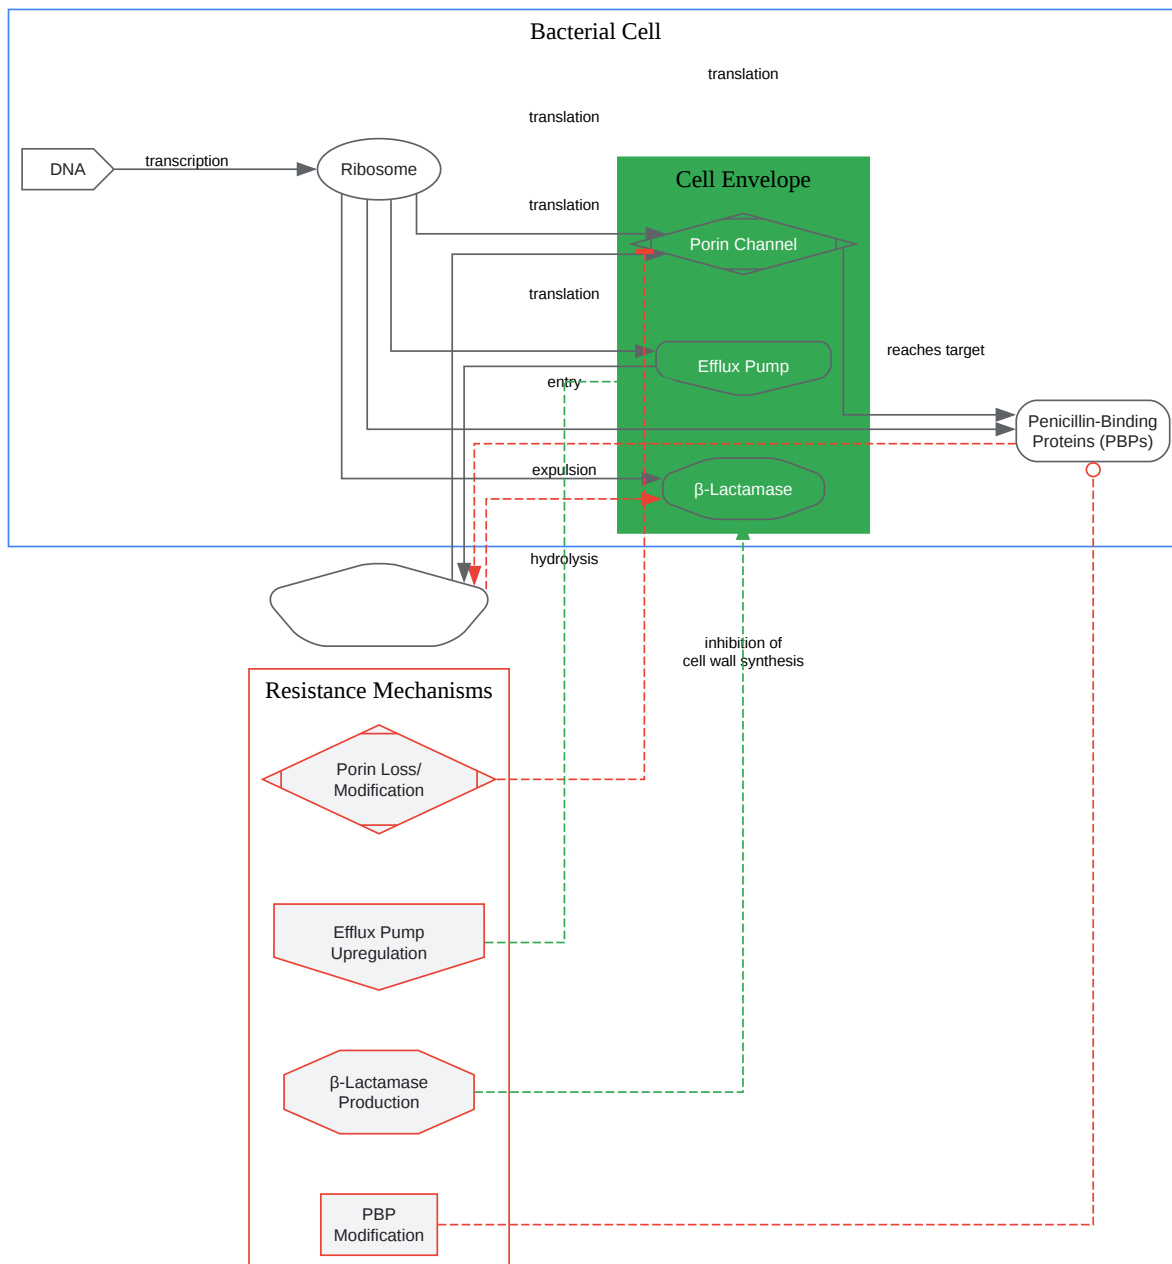 Bacterial Cell
translation
translation
DNA
transcription
Ribosome
Cell Envelope
translation
Porin Channel
translation
reaches target
Efflux Pump
entry
Penicillin-Binding
Proteins (PBPs)
expulsion
β-Lactamase
hydrolysis
inhibition of
cell wall synthesis
Resistance Mechanisms
Porin Loss/
Modification
Efflux Pump
Upregulation
β-Lactamase
Production
PBP
Modification